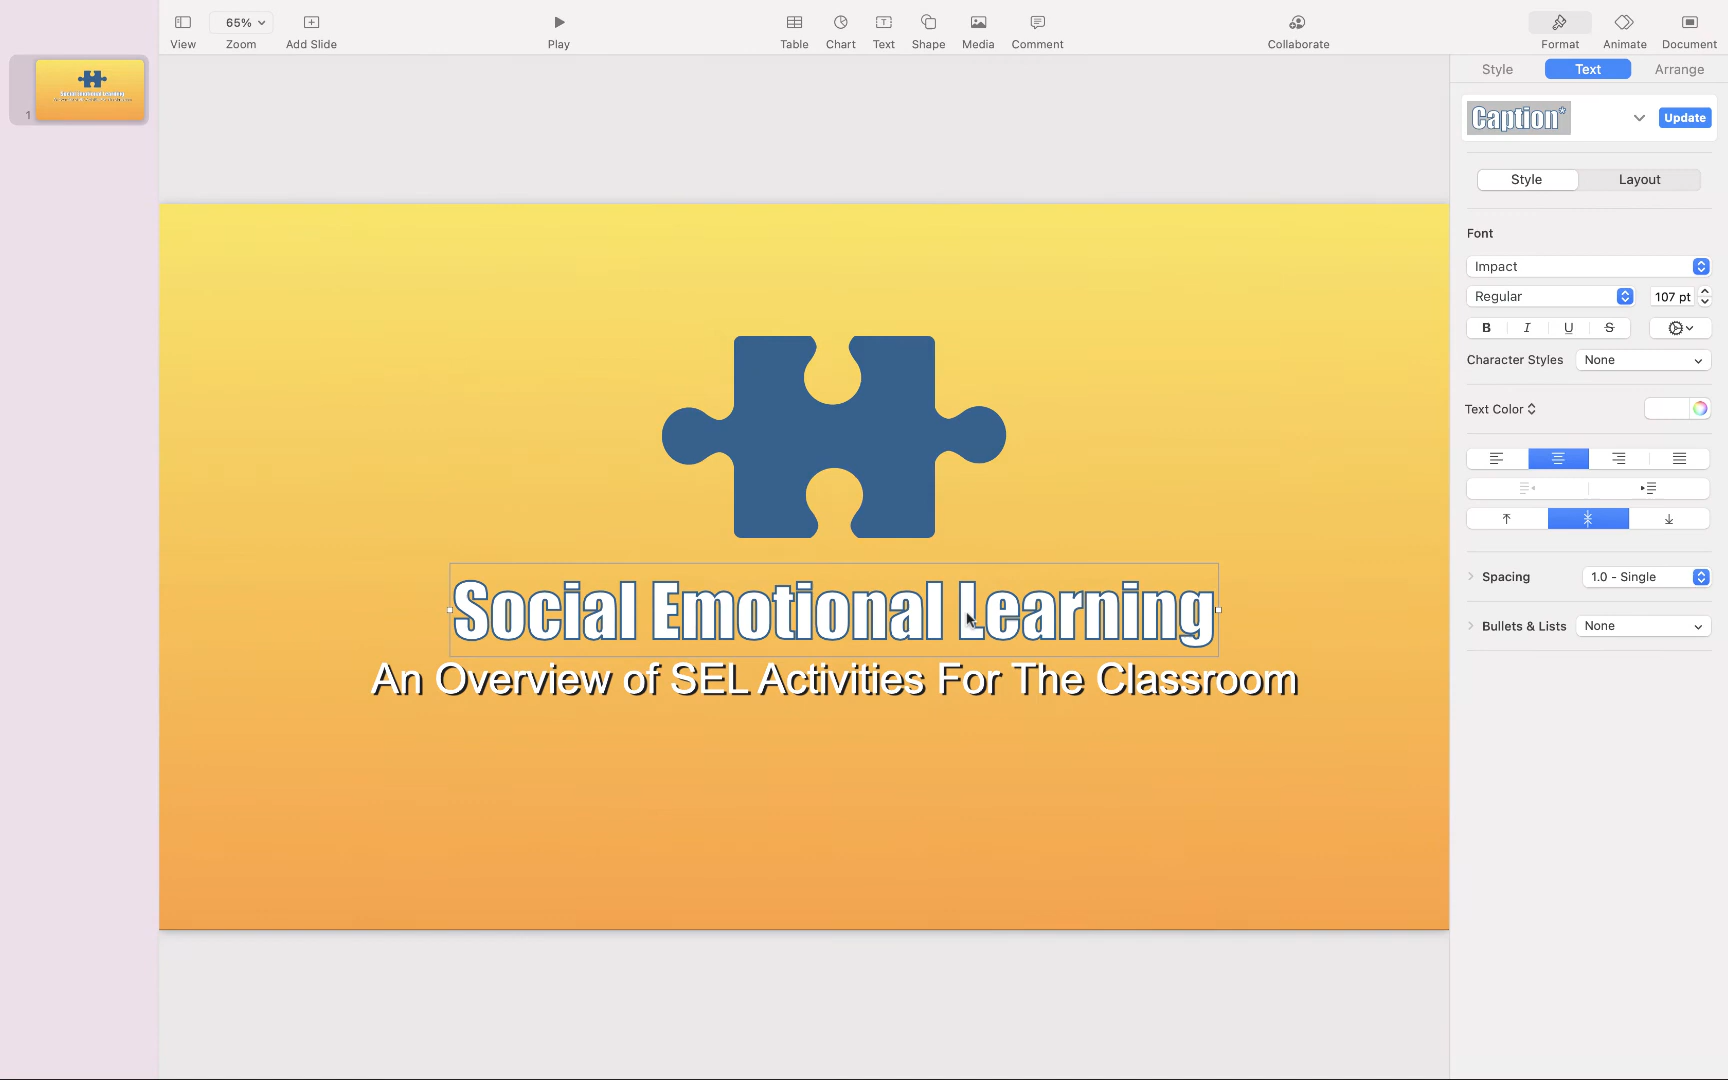 65%
View
Zoom
Add Slide
Play
Table
Chart
Text
Shape
Media
Comment
Collaborate
Format
Animate
Document
Style
Text
Arrange
1
Caption*
Update
Style
Layout
Font
Impact
Regular
107 pt
B I U S
Character Styles
None
Text Color
Social Emotional Learning
An Overview of SEL Activities For The Classroom
Spacing
1.0 - Single
Bullets & Lists
None